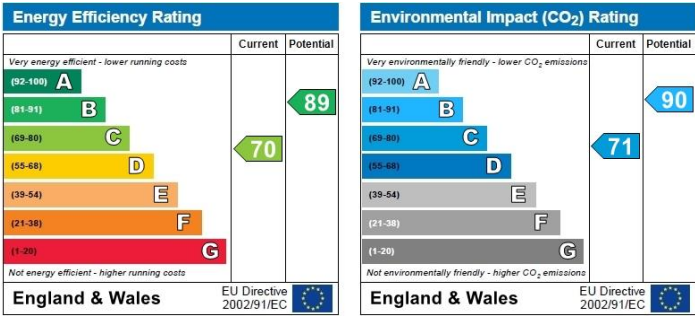 Energy Efficiency Rating
Current Potential
Very energy efficient - lower running costs
(92-100) A
(81-91) B
89
(69-80) C
70
(55-68) D
(39-54) E
(21-38) F
(1-20) G
Not energy efficient - higher running costs
England & Wales
EU Directive
2002/91/EC
Environmental Impact (CO₂) Rating
Current Potential
Very environmentally friendly - lower CO₂ emissions
(92-100) A
(81-91) B
90
(69-80) C
71
(55-68) D
(39-54) E
(21-38) F
(1-20) G
Not environmentally friendly - higher CO₂ emissions
England & Wales
EU Directive
2002/91/EC